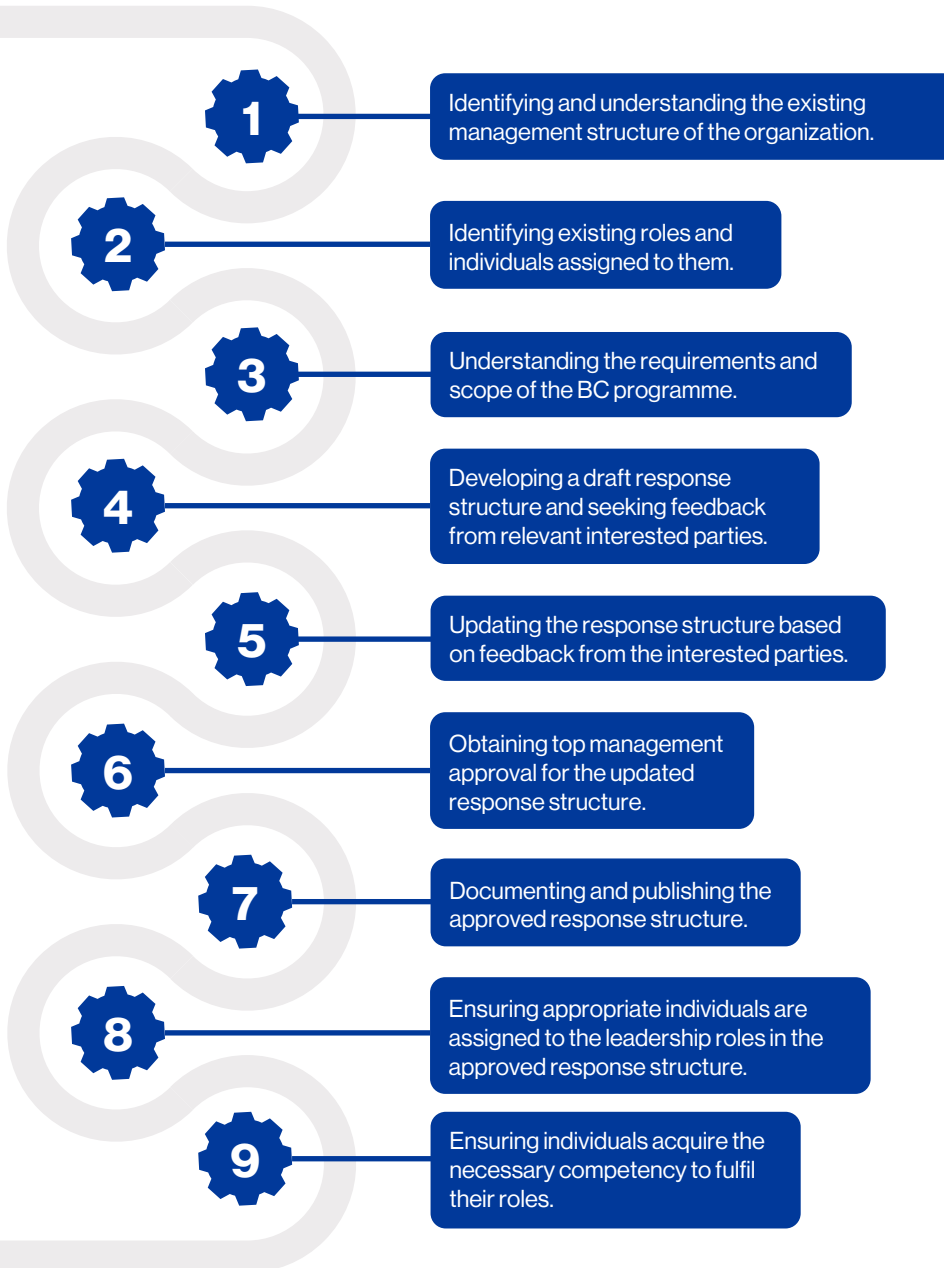 1
Identifying and understanding the existing
management structure of the organization.
2
Identifying existing roles and
individuals assigned to them.
3
Understanding the requirements and
scope of the BC programme.
4
Developing a draft response
structure and seeking feedback
from relevant interested parties.
5
Updating the response structure based
on feedback from the interested parties.
6
Obtaining top management
approval for the updated
response structure.
7
Documenting and publishing the
approved response structure.
8
Ensuring appropriate individuals are
assigned to the leadership roles in the
approved response structure.
9
Ensuring individuals acquire the
necessary competency to fulfil
their roles.